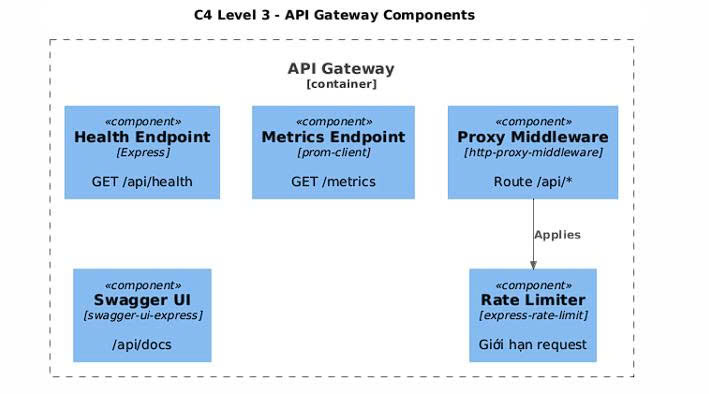 C4 Level 3 - API Gateway Components
API Gateway
[container]
«component»
Health Endpoint
[Express]
GET /api/health
«component»
Metrics Endpoint
[prom-client]
GET /metrics
«component»
Proxy Middleware
[http-proxy-middleware]
Route /api/*
Applies
«component»
Swagger UI
[swagger-ui-express]
/api/docs
«component»
Rate Limiter
[express-rate-limit]
Giới hạn request